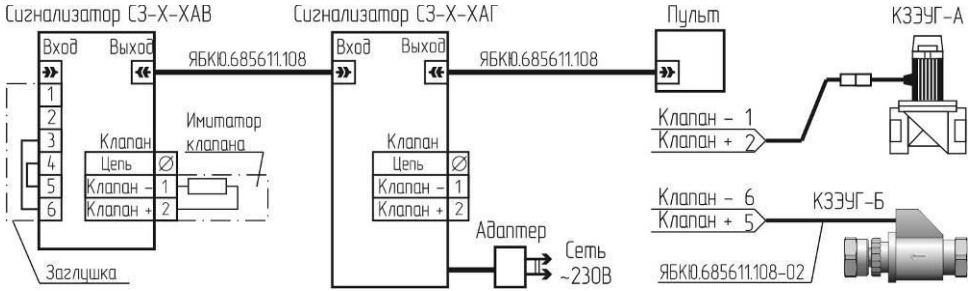 Сигнализатор СЗ-Х-ХАВ
Вход Выход
1
2
3
4
5
6
Клапан
Цепь ∅
Клапан - 1
Клапан + 2
Имитатор
клапана
Заглушка
ЯБКЮ.685611.108
Сигнализатор СЗ-Х-ХАГ
Вход Выход
Клапан
Цепь ∅
Клапан - 1
Клапан + 2
Адаптер
Сеть
~230В
ЯБКЮ.685611.108
Пульт
КЗЭУГ-А
Клапан - 1
Клапан + 2
Клапан - 6
Клапан + 5
КЗЭУГ-Б
ЯБКЮ.685611.108-02